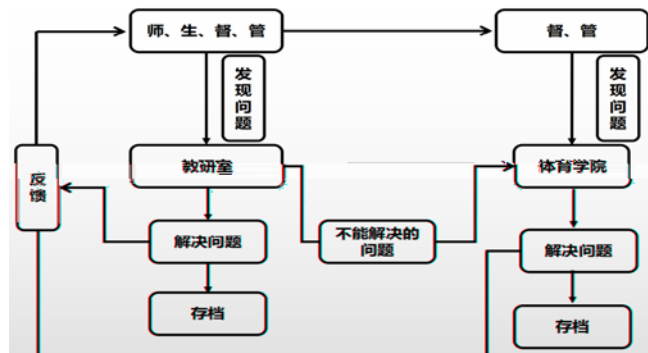 师、生、督、管
督、管
发现问题
发现问题
教研室
体育学院
反馈
解决问题
不能解决的
问题
解决问题
存档
存档